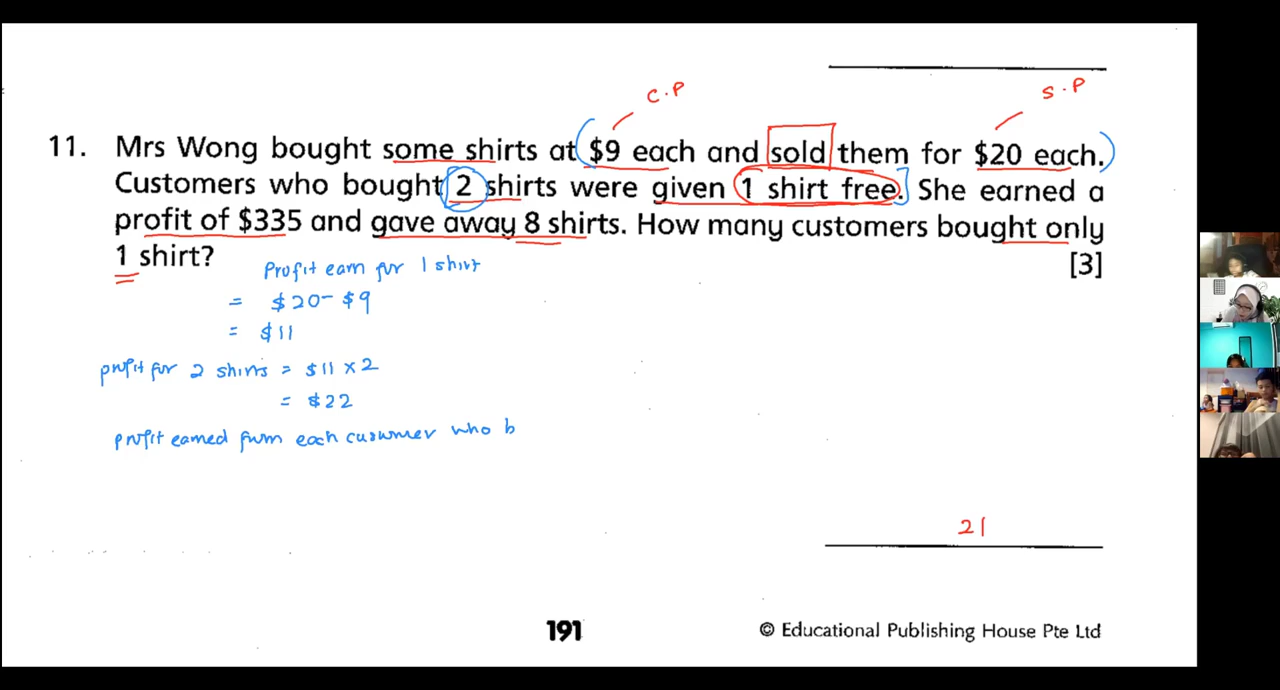 C.P
S.P
11. Mrs Wong bought some shirts at $9 each and sold them for $20 each.
Customers who bought 2 shirts were given 1 shirt free. She earned a
profit of $335 and gave away 8 shirts. How many customers bought only
1 shirt?
[3]
Profit earn for 1 shirt
= $20 - $9
= $11
profit for 2 shirts = $11 x 2
= $22
profit earned from each customer who b
21
191
© Educational Publishing House Pte Ltd